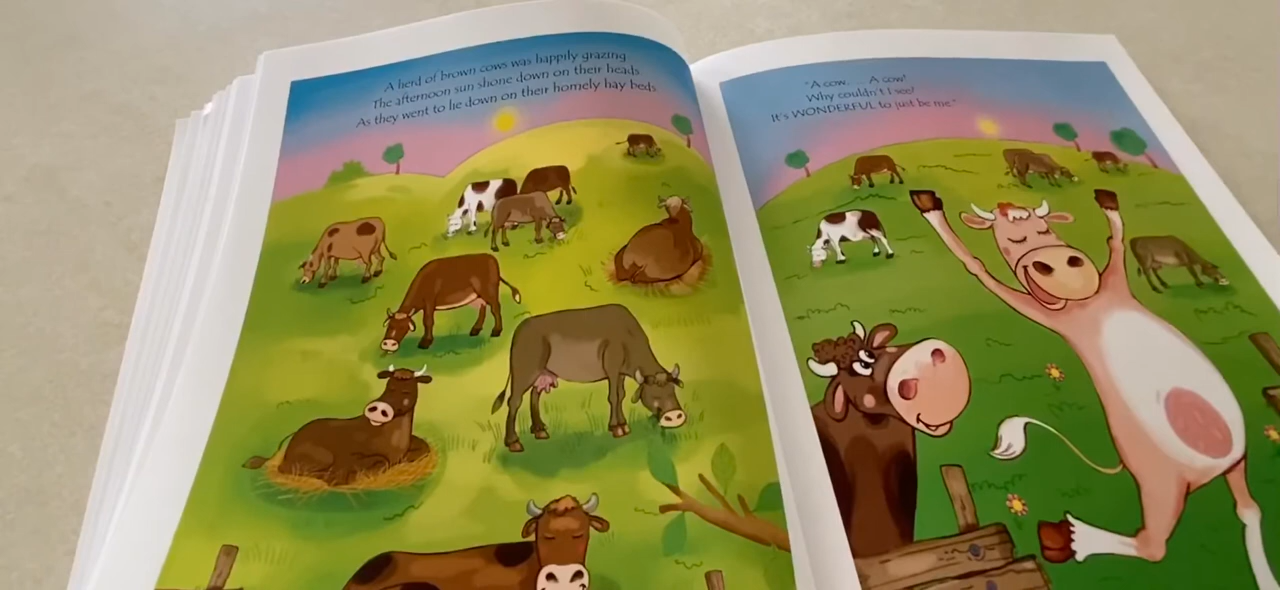 A herd of brown cows was happily grazing
The afternoon sun shone down on their heads
As they went to lie down on their homely hay beds
"A cow. . . . A cow!
Why couldn't I see!
It's WONDERFUL to just be me"